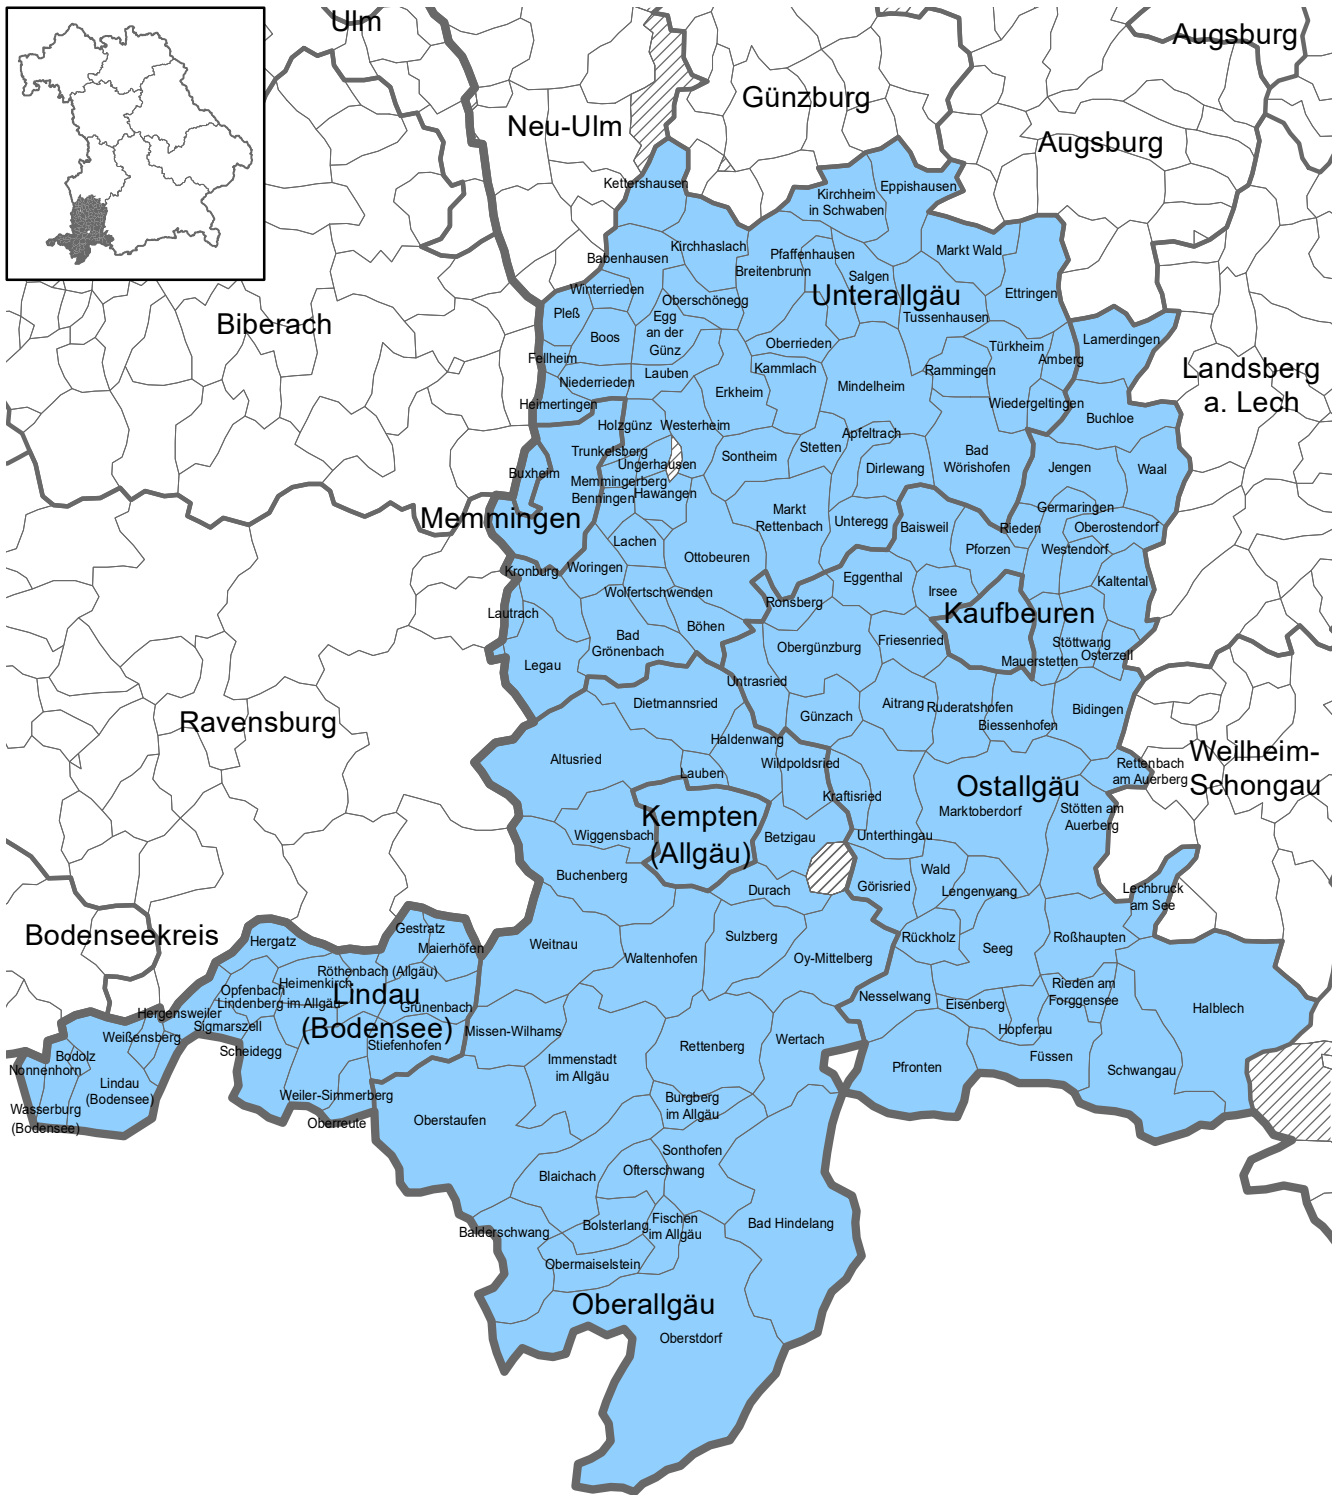 Ulm
Augsburg
Günzburg
Neu-Ulm
Augsburg
Kettershausen
Eppishausen
Kirchheim
in Schwaben
Kirchhaslach
Markt Wald
Babenhausen
Pfaffenhausen
Breitenbrunn
Salgen
Winterrieden
Oberschönegg
Unterallgäu
Ettringen
Pleß
Egg
an der
Günz
Tussenhausen
Biberach
Boos
Oberrieden
Türkheim
Lamerdingen
Fellheim
Amberg
Landsberg
a. Lech
Lauben
Kammlach
Rammingen
Niederrieden
Mindelheim
Erkheim
Heimertingen
Wiedergeltingen
Buchloe
Holzgünz
Westerheim
Apfeltrach
Trunkelsberg
Stetten
Sontheim
Bad
Wörishofen
Ungerhausen
Dirlewang
Jengen
Waal
Buxheim
Memmingerberg
Benningen
Hawangen
Germaringen
Markt
Rettenbach
Memmingen
Unteregg
Baisweil
Rieden
Oberostendorf
Lachen
Pforzen
Westendorf
Ottobeuren
Kronburg
Woringen
Eggenthal
Kaltental
Wolfertschwenden
Irsee
Ronsberg
Lautrach
Kaufbeuren
Böhen
Bad
Grönenbach
Obergünzburg
Friesenried
Stöttwang
Osterzell
Legau
Mauerstetten
Untrasried
Dietmannsried
Aitrang
Ruderatshofen
Bidingen
Günzach
Biessenhofen
Ravensburg
Haldenwang
Weilheim-
Schongau
Altusried
Wildpoldsried
Rettenbach
am Auerberg
Lauben
Ostallgäu
Kraftisried
Marktoberdorf
Stötten am
Auerberg
Kempten
(Allgäu)
Wiggensbach
Betzigau
Unterthingau
Wald
Buchenberg
Durach
Görisried
Lengenwang
Lechbruck
am See
Bodenseekreis
Gestratz
Hergatz
Maierhöfen
Weitnau
Sulzberg
Rückholz
Seeg
Roßhaupten
Waltenhofen
Oy-Mittelberg
Röthenbach (Allgäu)
Heimenkirch
Opfenbach
Lindau
(Bodensee)
Lindenberg
im Allgäu
Grünenbach
Nesselwang
Eisenberg
Rieden am
Forggensee
Halblech
Hergensweiler
Sigmarszell
Weißensberg
Missen-Wilhams
Hopferau
Wertach
Rettenberg
Stiefenhofen
Scheidegg
Bodolz
Nonnenhorn
Immenstadt
im Allgäu
Füssen
Pfronten
Schwangau
Lindau
(Bodensee)
Weiler-Simmerberg
Burgberg
im Allgäu
Wasserburg
(Bodensee)
Oberreute
Oberstaufen
Sonthofen
Ofterschwang
Blaichach
Fischen
im Allgäu
Bolsterlang
Bad Hindelang
Balderschwang
Obermaiselstein
Oberallgäu
Oberstdorf